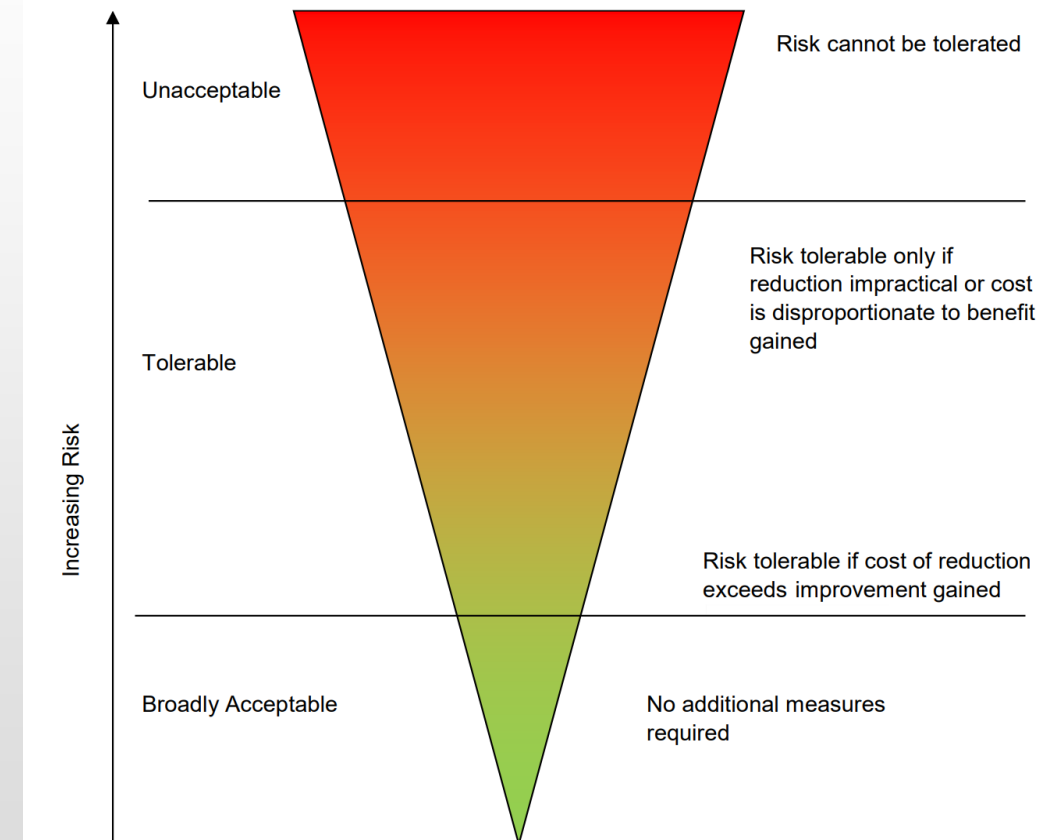 Risk cannot be tolerated
Unacceptable
Risk tolerable only if
reduction impractical or cost
is disproportionate to benefit
gained
Tolerable
Increasing Risk
Risk tolerable if cost of reduction
exceeds improvement gained
Broadly Acceptable
No additional measures
required